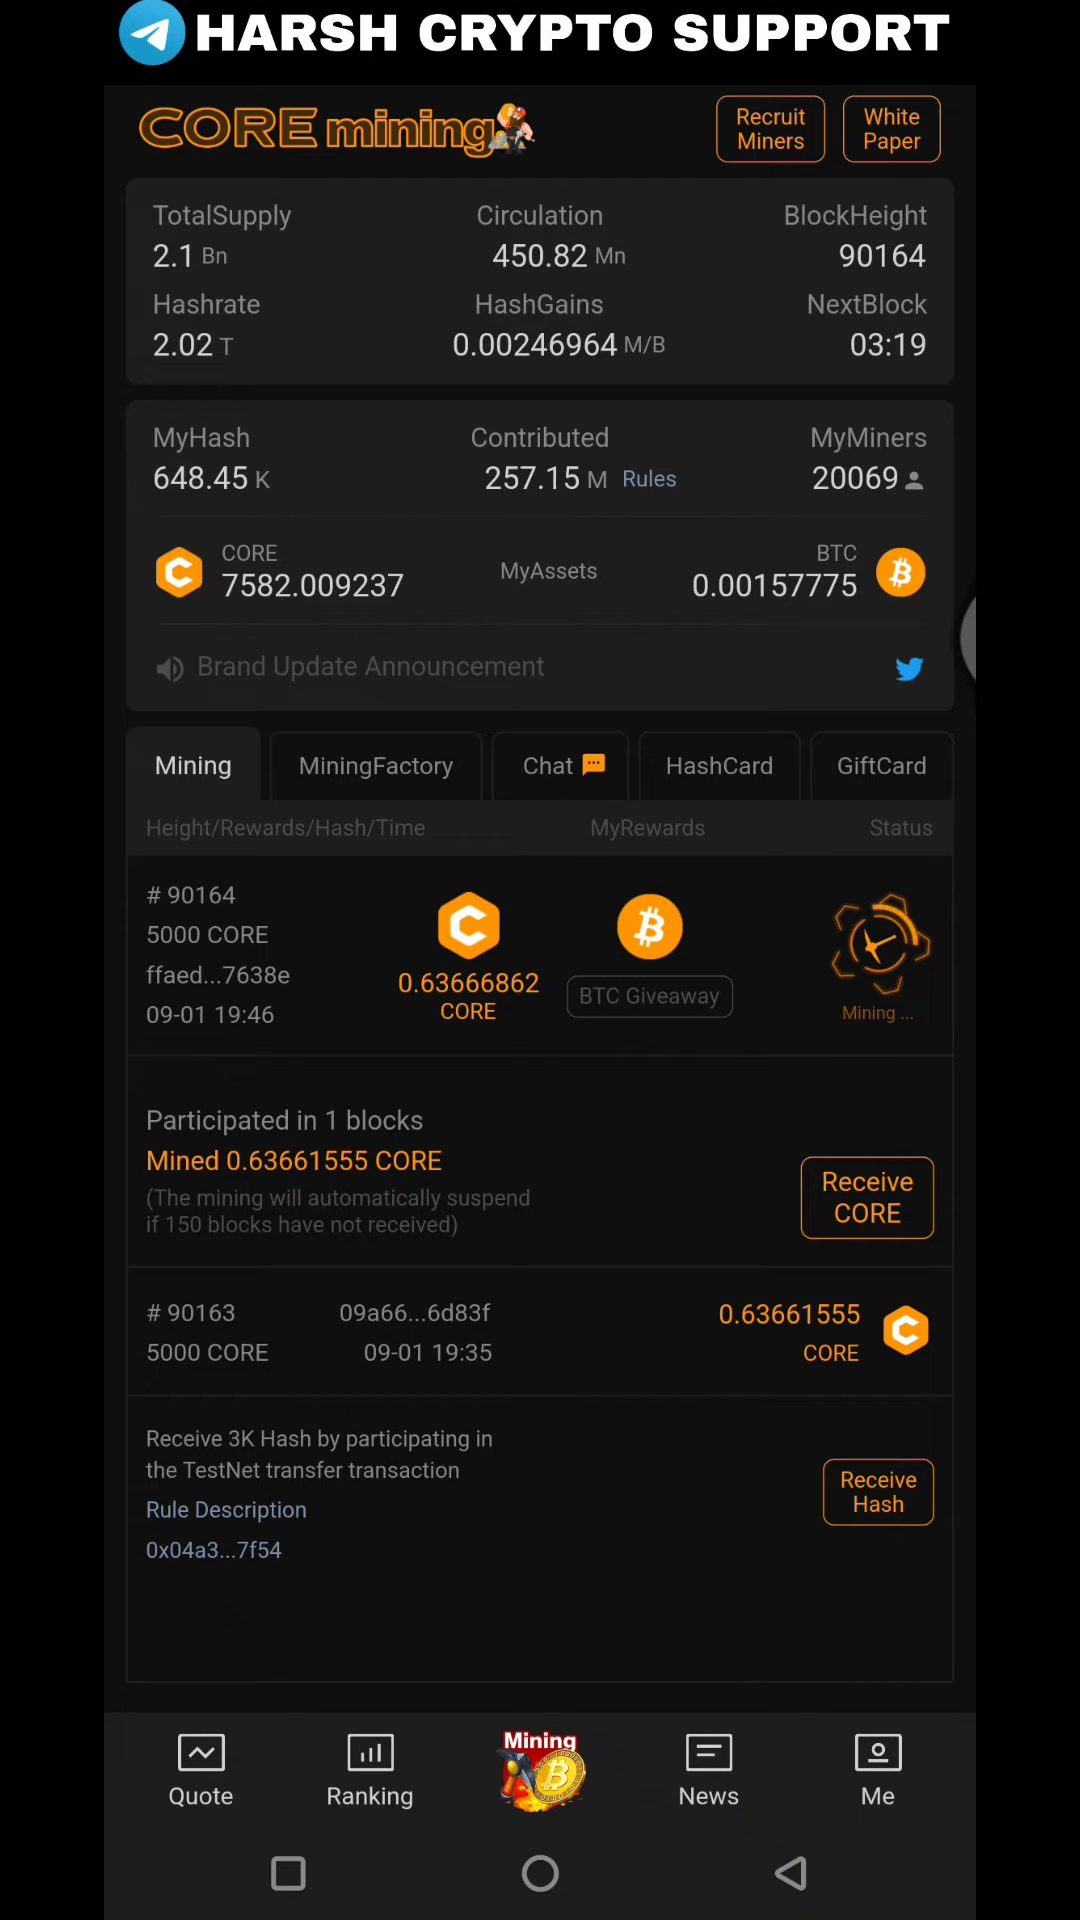 HARSH CRYPTO SUPPORT
CORE mining
Recruit Miners
White Paper
TotalSupply
Circulation
BlockHeight
2.1 Bn
450.82 Mn
90164
Hashrate
HashGains
NextBlock
2.02 T
0.00246964 M/B
03:19
MyHash
Contributed
MyMiners
648.45 K
257.15 M Rules
20069
CORE
7582.009237
MyAssets
BTC
0.00157775
Brand Update Announcement
Mining
MiningFactory
Chat
HashCard
GiftCard
Height/Rewards/Hash/Time
MyRewards
Status
# 90164
5000 CORE
ffaed...7638e
09-01 19:46
0.63666862
CORE
BTC Giveaway
Mining ...
Participated in 1 blocks
Mined 0.63661555 CORE
(The mining will automatically suspend
if 150 blocks have not received)
Receive
CORE
# 90163
09a66...6d83f
0.63661555
5000 CORE
09-01 19:35
CORE
Receive 3K Hash by participating in
the TestNet transfer transaction
Rule Description
0x04a3...7f54
Receive
Hash
Quote
Ranking
Mining
News
Me